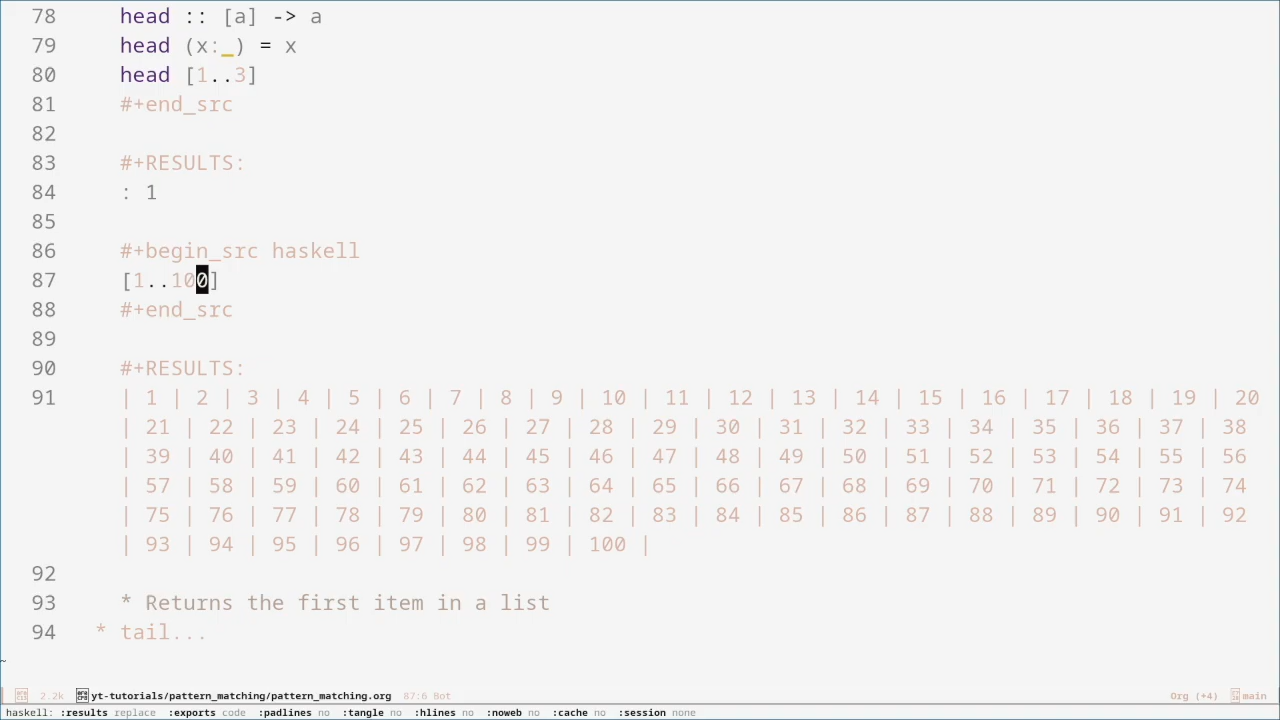 78 head :: [a] -> a
79 head (x:_) = x
80 head [1..3]
81 #+end_src
82
83 #+RESULTS:
84 : 1
85
86 #+begin_src haskell
87 [1..100]
88 #+end_src
89
90 #+RESULTS:
91 | 1 | 2 | 3 | 4 | 5 | 6 | 7 | 8 | 9 | 10 | 11 | 12 | 13 | 14 | 15 | 16 | 17 | 18 | 19 | 20
| 21 | 22 | 23 | 24 | 25 | 26 | 27 | 28 | 29 | 30 | 31 | 32 | 33 | 34 | 35 | 36 | 37 | 38
| 39 | 40 | 41 | 42 | 43 | 44 | 45 | 46 | 47 | 48 | 49 | 50 | 51 | 52 | 53 | 54 | 55 | 56
| 57 | 58 | 59 | 60 | 61 | 62 | 63 | 64 | 65 | 66 | 67 | 68 | 69 | 70 | 71 | 72 | 73 | 74
| 75 | 76 | 77 | 78 | 79 | 80 | 81 | 82 | 83 | 84 | 85 | 86 | 87 | 88 | 89 | 90 | 91 | 92
| 93 | 94 | 95 | 96 | 97 | 98 | 99 | 100 |
92
93 * Returns the first item in a list
94 * tail...
~
2.2k yt-tutorials/pattern_matching/pattern_matching.org 87:6 Bot Org (+4) main
haskell: :results replace :exports code :padlines no :tangle no :hlines no :noweb no :cache no :session none